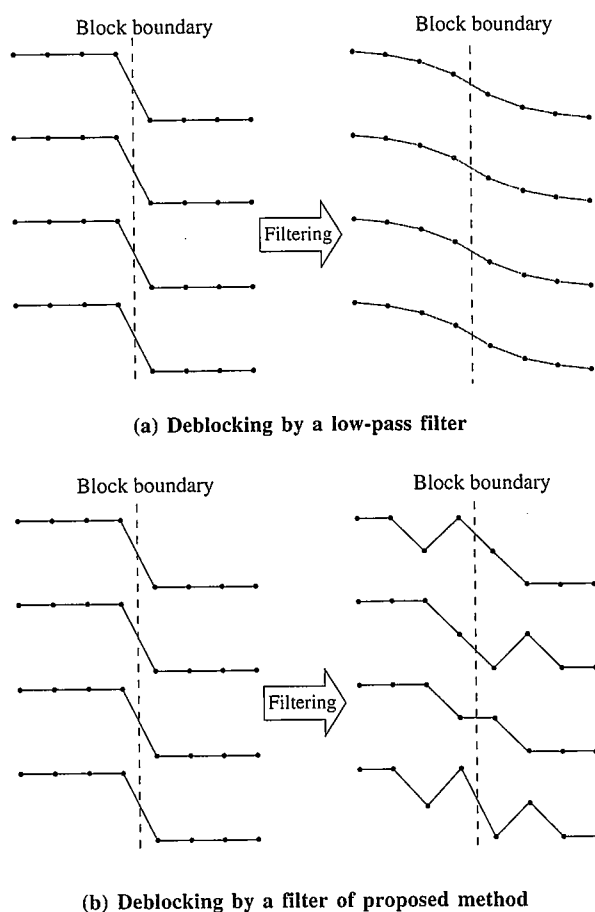 Block boundary
Block boundary
Filtering
(a) Deblocking by a low-pass filter
Block boundary
Block boundary
Filtering
(b) Deblocking by a filter of proposed method